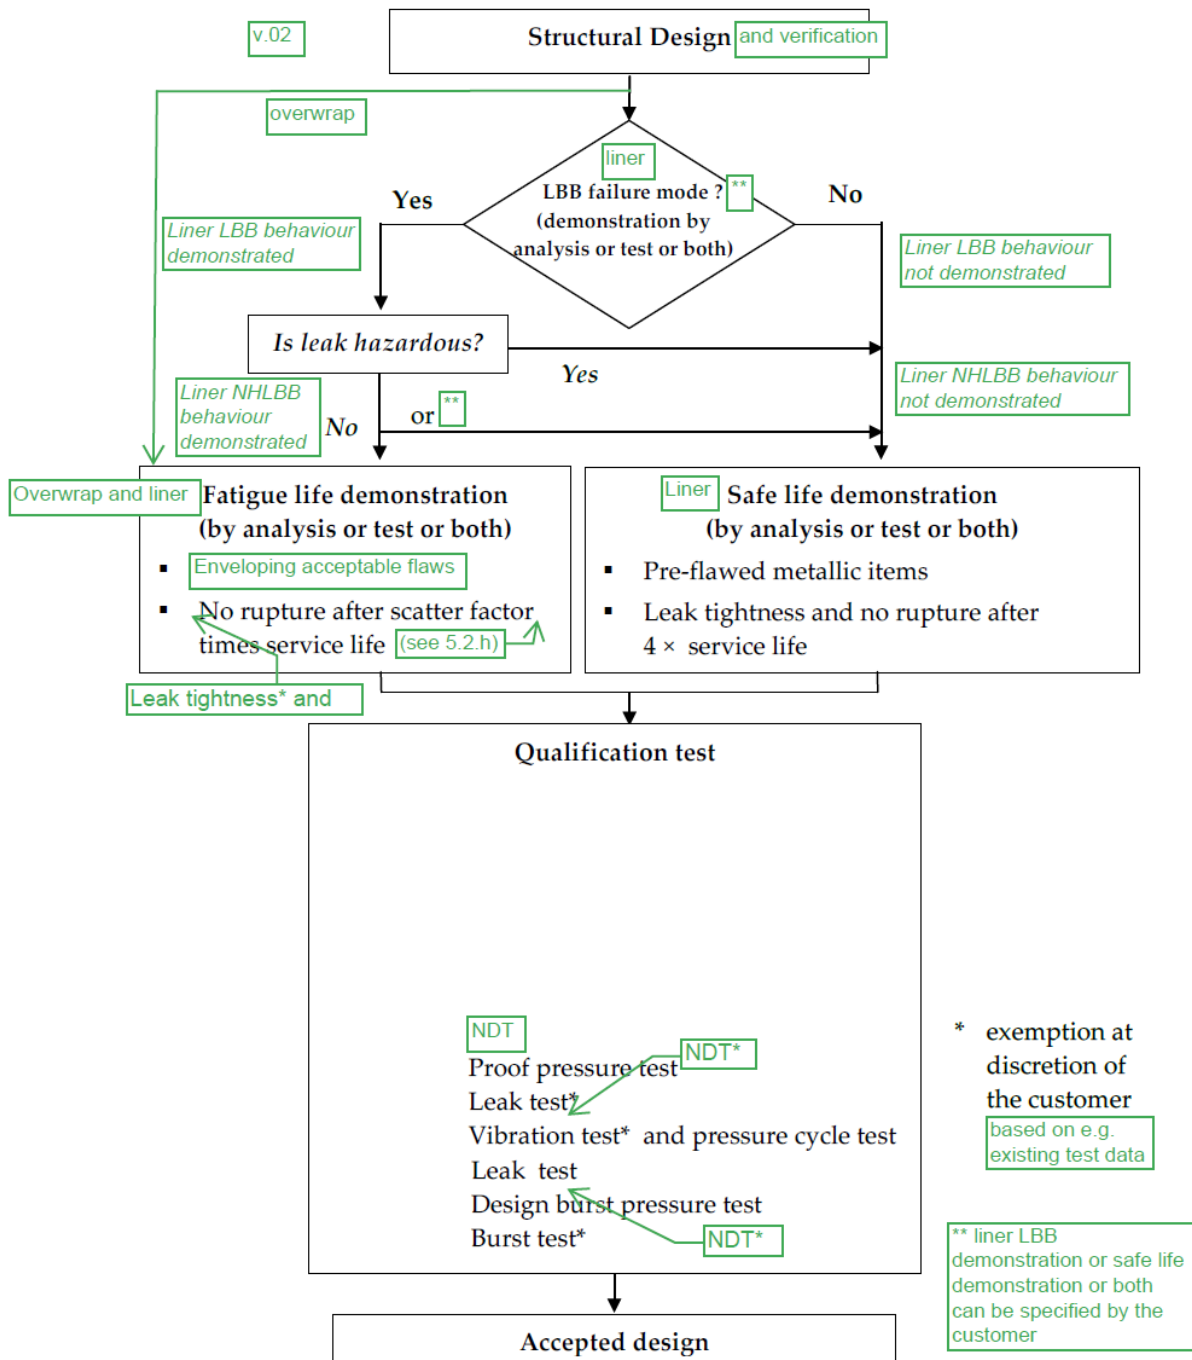 v.02
Structural Design and verification
overwrap
liner
LBB failure mode ? **
(demonstration by
analysis or test or both)
Yes
No
Liner LBB behaviour
demonstrated
Liner LBB behaviour
not demonstrated
Is leak hazardous?
Yes
Liner NHLBB behaviour
not demonstrated
Liner NHLBB
behaviour
demonstrated
No
or **
Overwrap and liner
Fatigue life demonstration
(by analysis or test or both)
▪ Enveloping acceptable flaws
▪ No rupture after scatter factor
times service life (see 5.2.h)
Leak tightness* and
Liner Safe life demonstration
(by analysis or test or both)
▪ Pre-flawed metallic items
▪ Leak tightness and no rupture after
4 × service life
Qualification test
NDT
Proof pressure test
NDT*
Leak test*
Vibration test* and pressure cycle test
Leak test
Design burst pressure test
Burst test*
NDT*
* exemption at
discretion of
the customer
based on e.g.
existing test data
** liner LBB
demonstration or safe life
demonstration or both
can be specified by the
customer
Accepted design